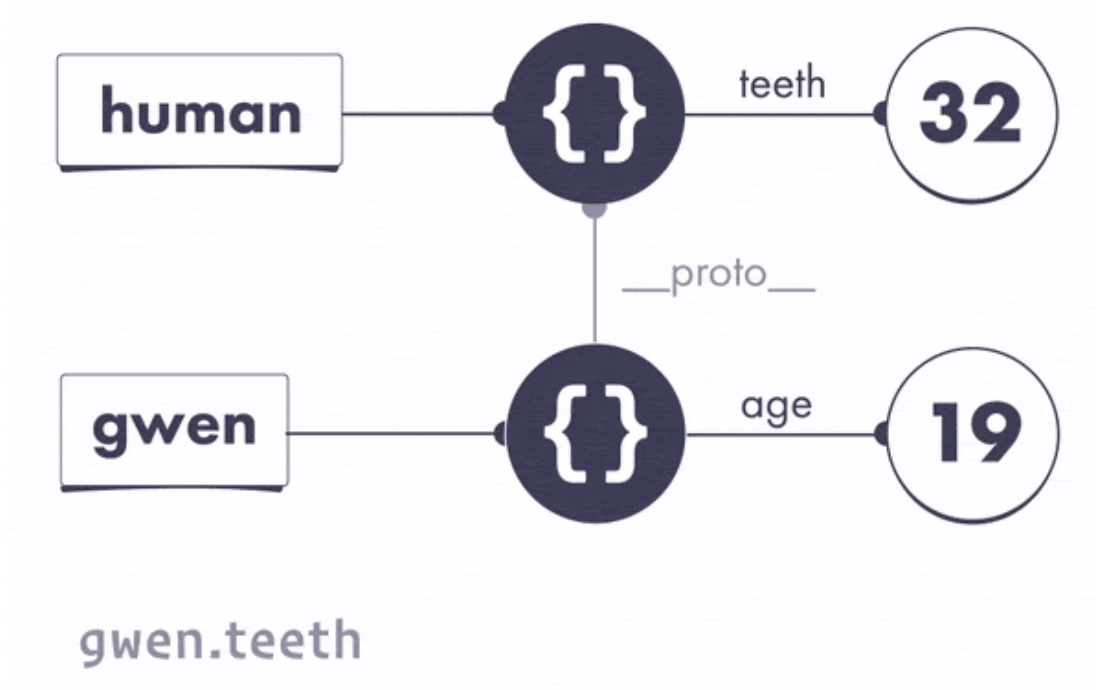 human
{}
teeth
32
__proto__
gwen
{}
age
19
gwen.teeth